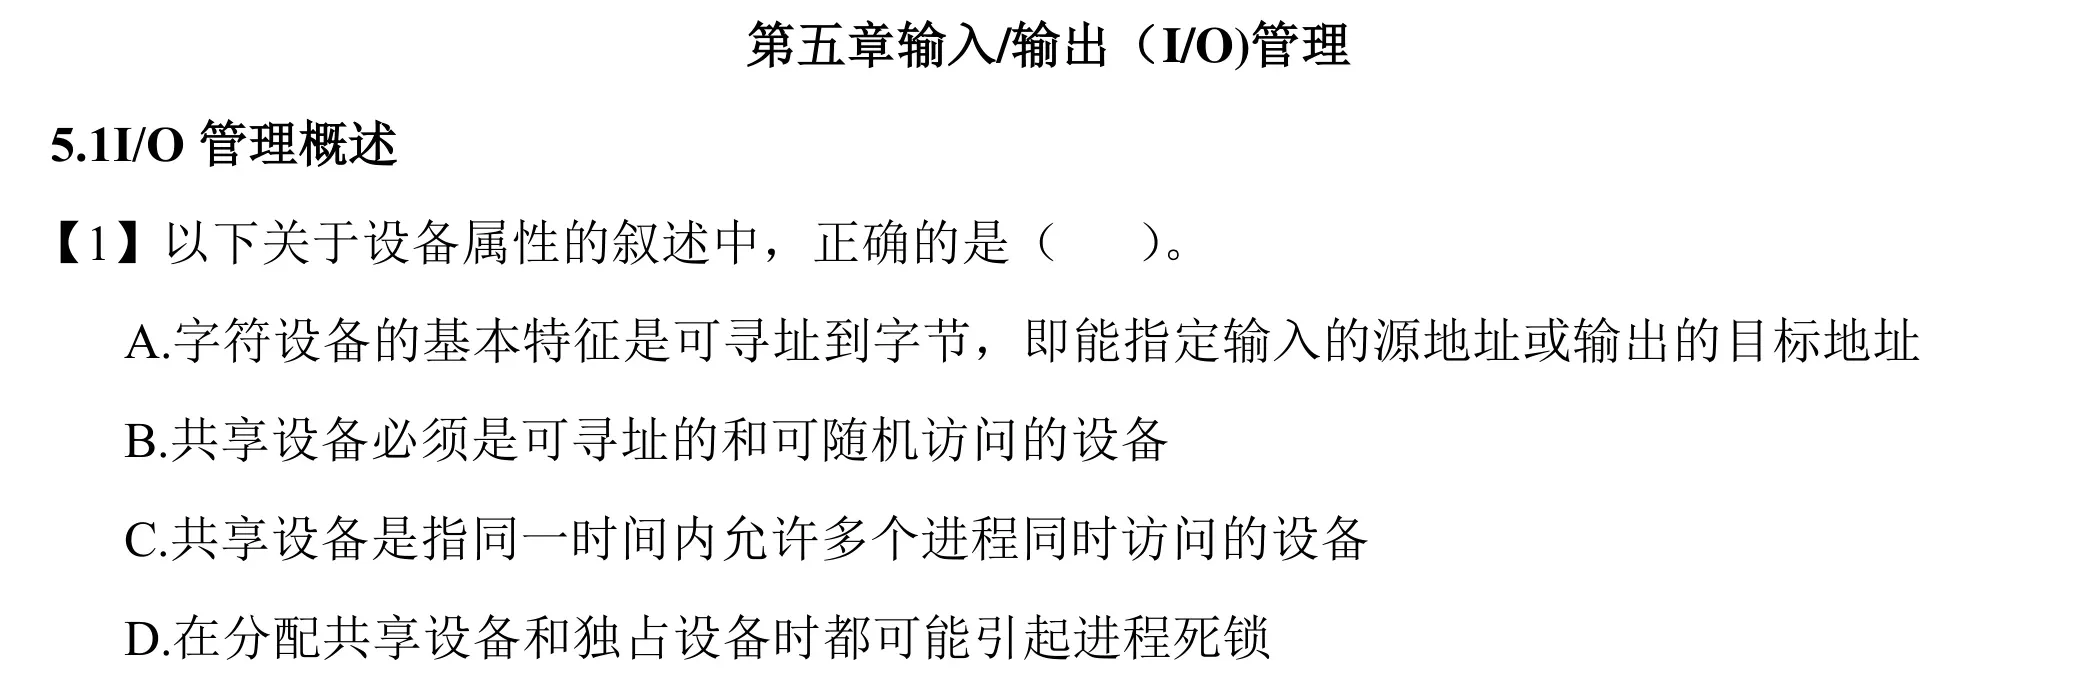 第五章输入/输出（I/O)管理
5.1I/O 管理概述
【1】以下关于设备属性的叙述中，正确的是（　　）。
A.字符设备的基本特征是可寻址到字节，即能指定输入的源地址或输出的目标地址
B.共享设备必须是可寻址的和可随机访问的设备
C.共享设备是指同一时间内允许多个进程同时访问的设备
D.在分配共享设备和独占设备时都可能引起进程死锁